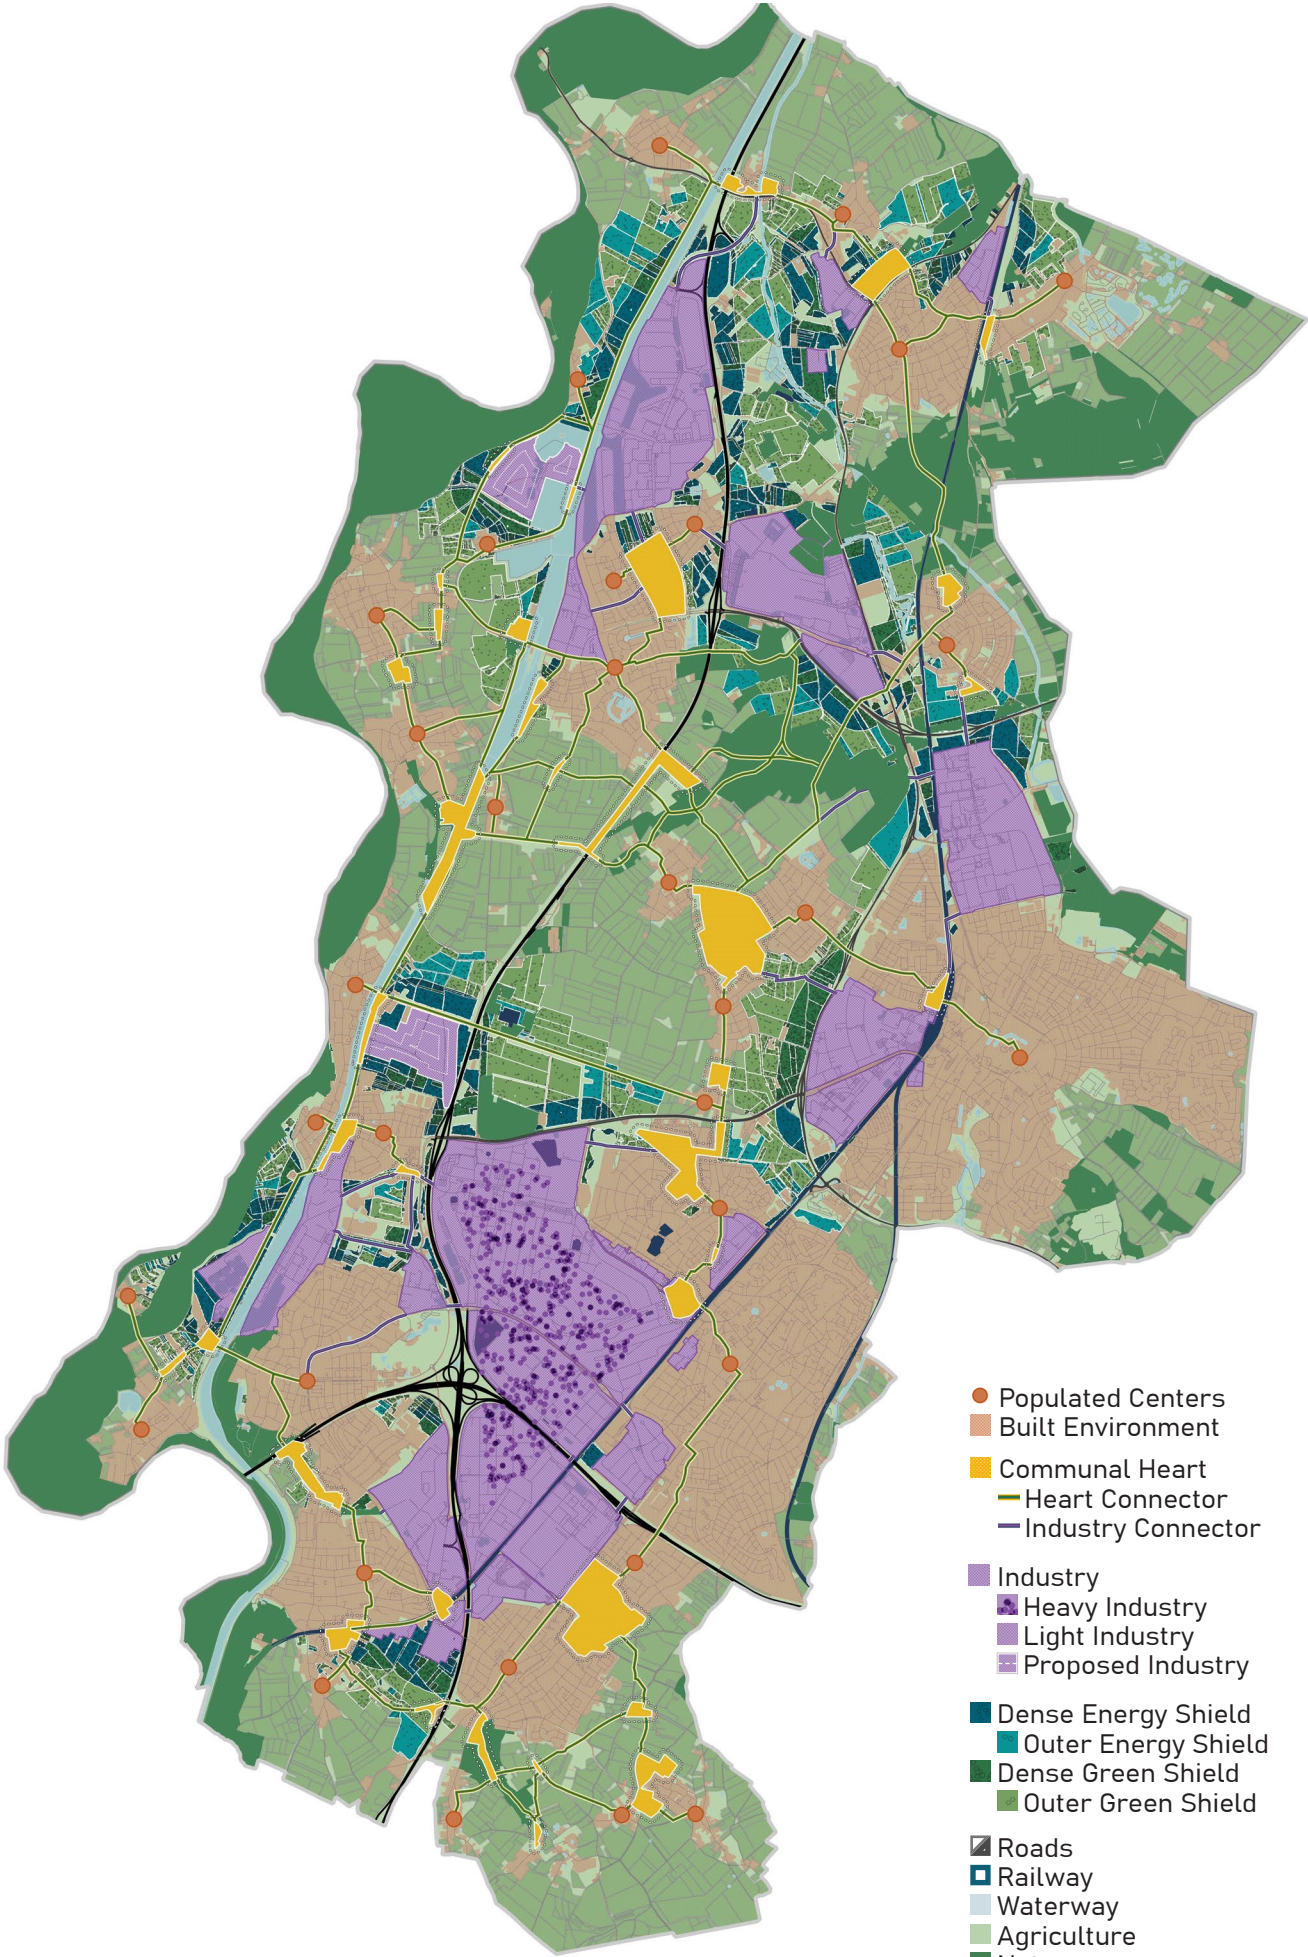 Populated Centers
Built Environment
Communal Heart
Heart Connector
Industry Connector
Industry
Heavy Industry
Light Industry
Proposed Industry
Dense Energy Shield
Outer Energy Shield
Dense Green Shield
Outer Green Shield
Roads
Railway
Waterway
Agriculture